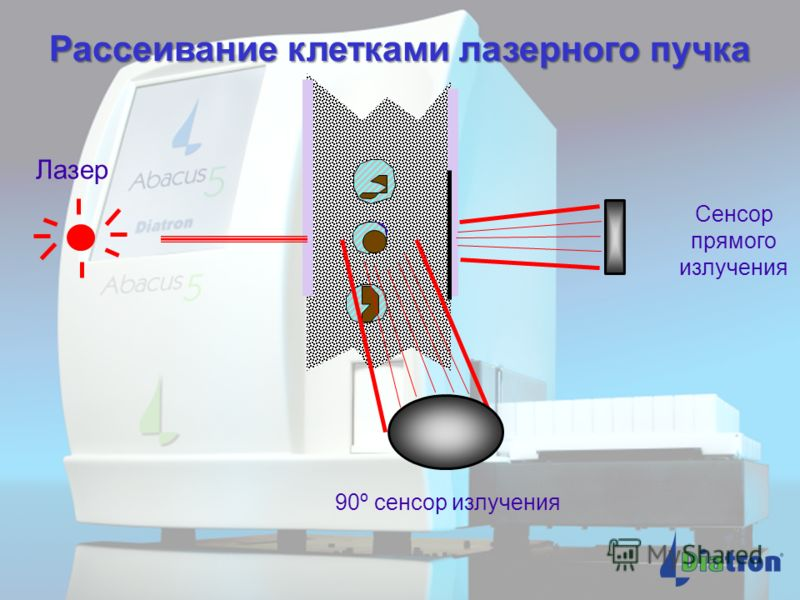 Рассеивание клетками лазерного пучка
Лазер
Abacus 5
Diatron
Abacus 5
Сенсор
прямого
излучения
90º сенсор излучения
MyShared
Diatron